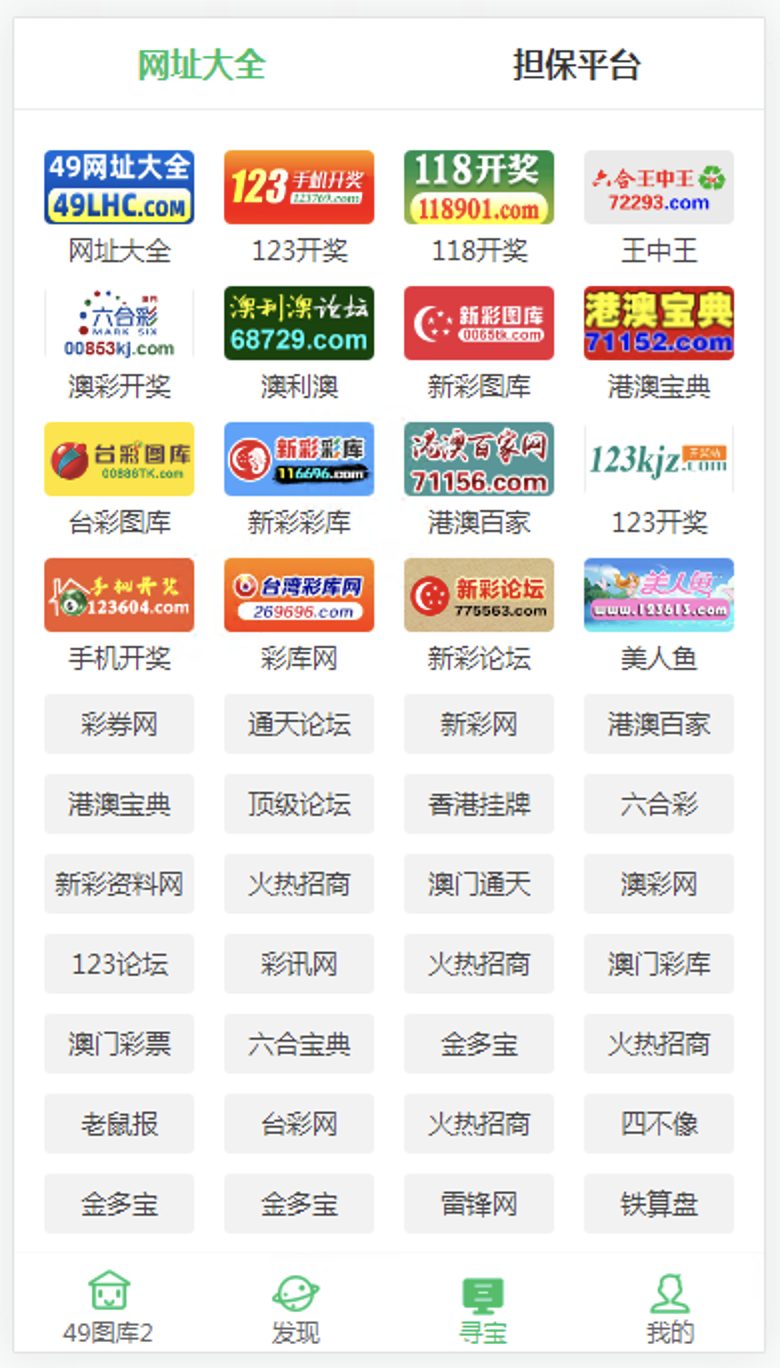 网址大全 担保平台
49网址大全 123手机开奖 118开奖 六合王中王
49LHC.COM 123769.com 118901.com 72293.com
网址大全 123开奖 118开奖 王中王
六合彩 澳利澳论坛 新彩图库 港澳宝典
MARK SIX
00853kj.com 68729.com 0065tk.com 71152.com
澳彩开奖 澳利澳 新彩图库 港澳宝典
台彩图库 新彩彩库 港澳百家网 123kjz.com
00886TK.com 116696.com 71156.com
台彩图库 新彩彩库 港澳百家 123开奖
手机开奖 台湾彩库网 新彩论坛 美人鱼
123604.com 269696.com 775563.com www.123613.com
手机开奖 彩库网 新彩论坛 美人鱼
彩券网 通天论坛 新彩网 港澳百家
港澳宝典 顶级论坛 香港挂牌 六合彩
新彩资料网 火热招商 澳门通天 澳彩网
123论坛 彩讯网 火热招商 澳门彩库
澳门彩票 六合宝典 金多宝 火热招商
老鼠报 台彩网 火热招商 四不像
金多宝 金多宝 雷锋网 铁算盘
49图库2 发现 寻宝 我的